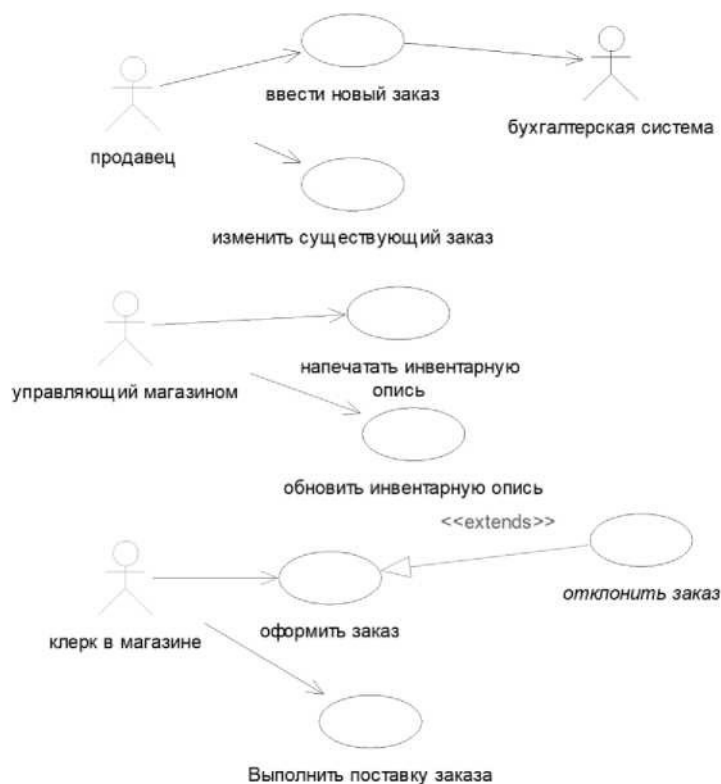 ввести новый заказ
бухгалтерская система
продавец
изменить существующий заказ
напечатать инвентарную
опись
управляющий магазином
обновить инвентарную опись
<<extends>>
отклонить заказ
оформить заказ
клерк в магазине
Выполнить поставку заказа